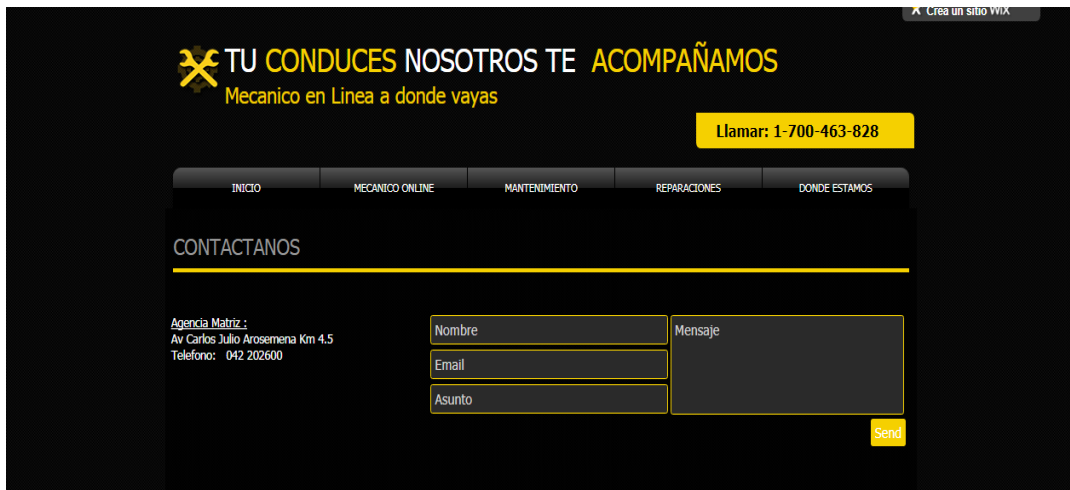 Crea un sitio WiX
TU CONDUCES NOSOTROS TE ACOMPAÑAMOS
Mecanico en Linea a donde vayas
Llamar: 1-700-463-828
INICIO
MECANICO ONLINE
MANTENIMIENTO
REPARACIONES
DONDE ESTAMOS
CONTACTANOS
Agencia Matriz :
Av Carlos Julio Arosemena Km 4.5
Telefono: 042 202600
Nombre
Email
Asunto
Mensaje
Send